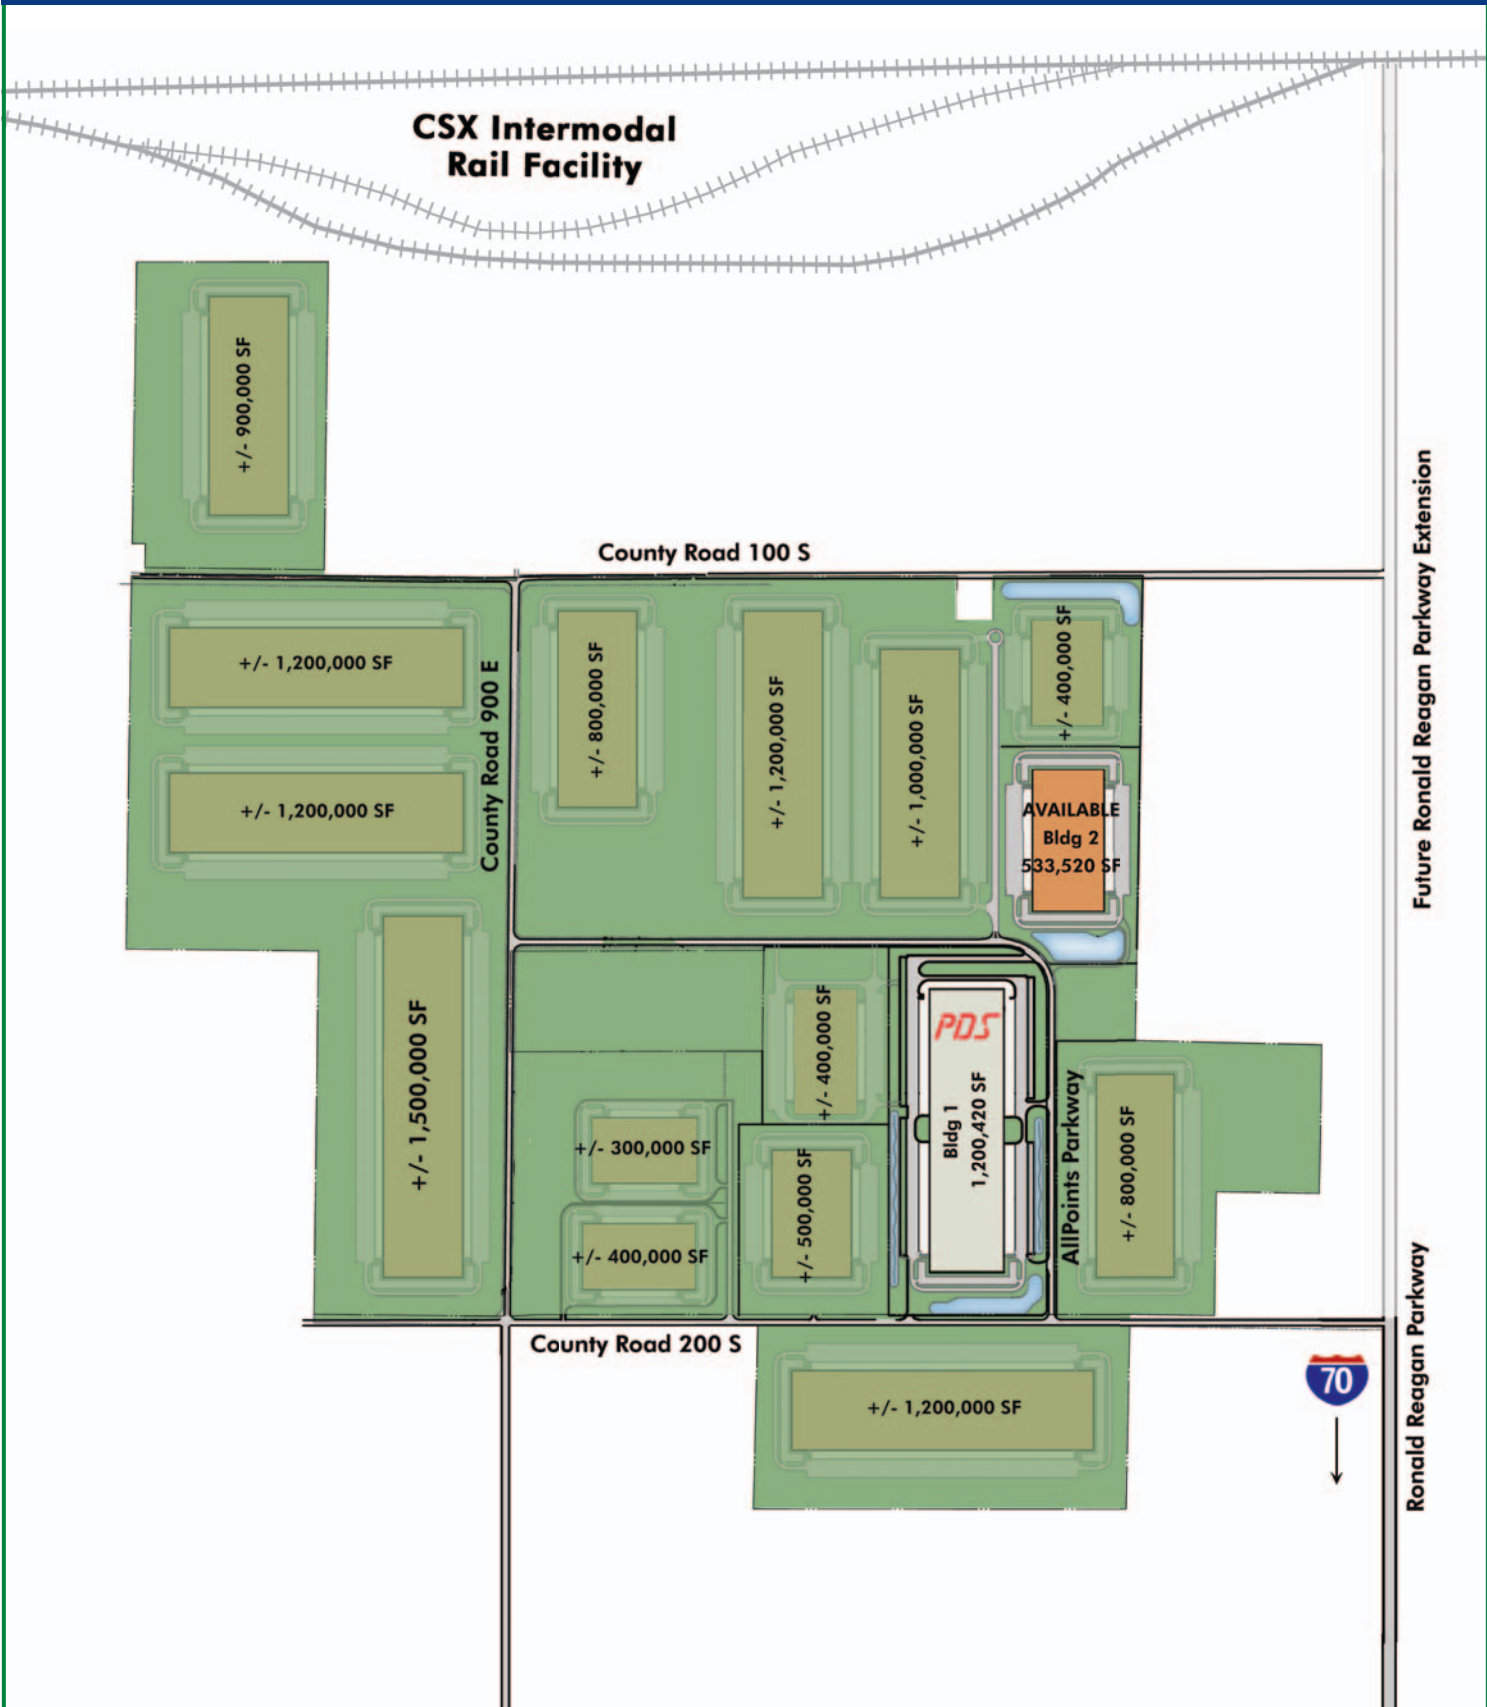 CSX Intermodal
Rail Facility
+/- 900,000 SF
County Road 100 S
Future Ronald Reagan Parkway Extension
+/- 1,200,000 SF
County Road 900 E
+/- 800,000 SF
+/- 1,200,000 SF
+/- 1,000,000 SF
+/- 400,000 SF
+/- 1,200,000 SF
AVAILABLE
Bldg 2
533,520 SF
+/- 1,500,000 SF
+/- 400,000 SF
PDS
Bldg 1
1,200,420 SF
AllPoints Parkway
+/- 800,000 SF
+/- 300,000 SF
+/- 500,000 SF
+/- 400,000 SF
County Road 200 S
+/- 1,200,000 SF
70
Ronald Reagan Parkway